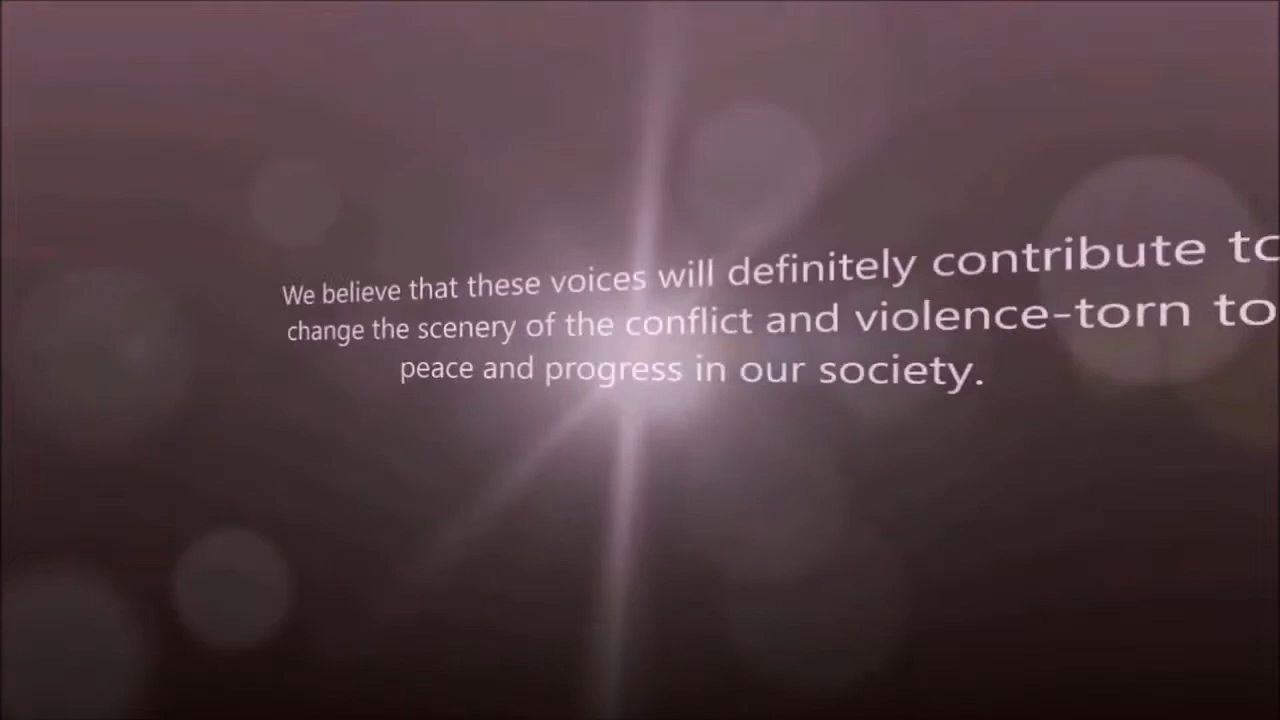 We believe that these voices will definitely contribute to
change the scenery of the conflict and violence-torn to
peace and progress in our society.